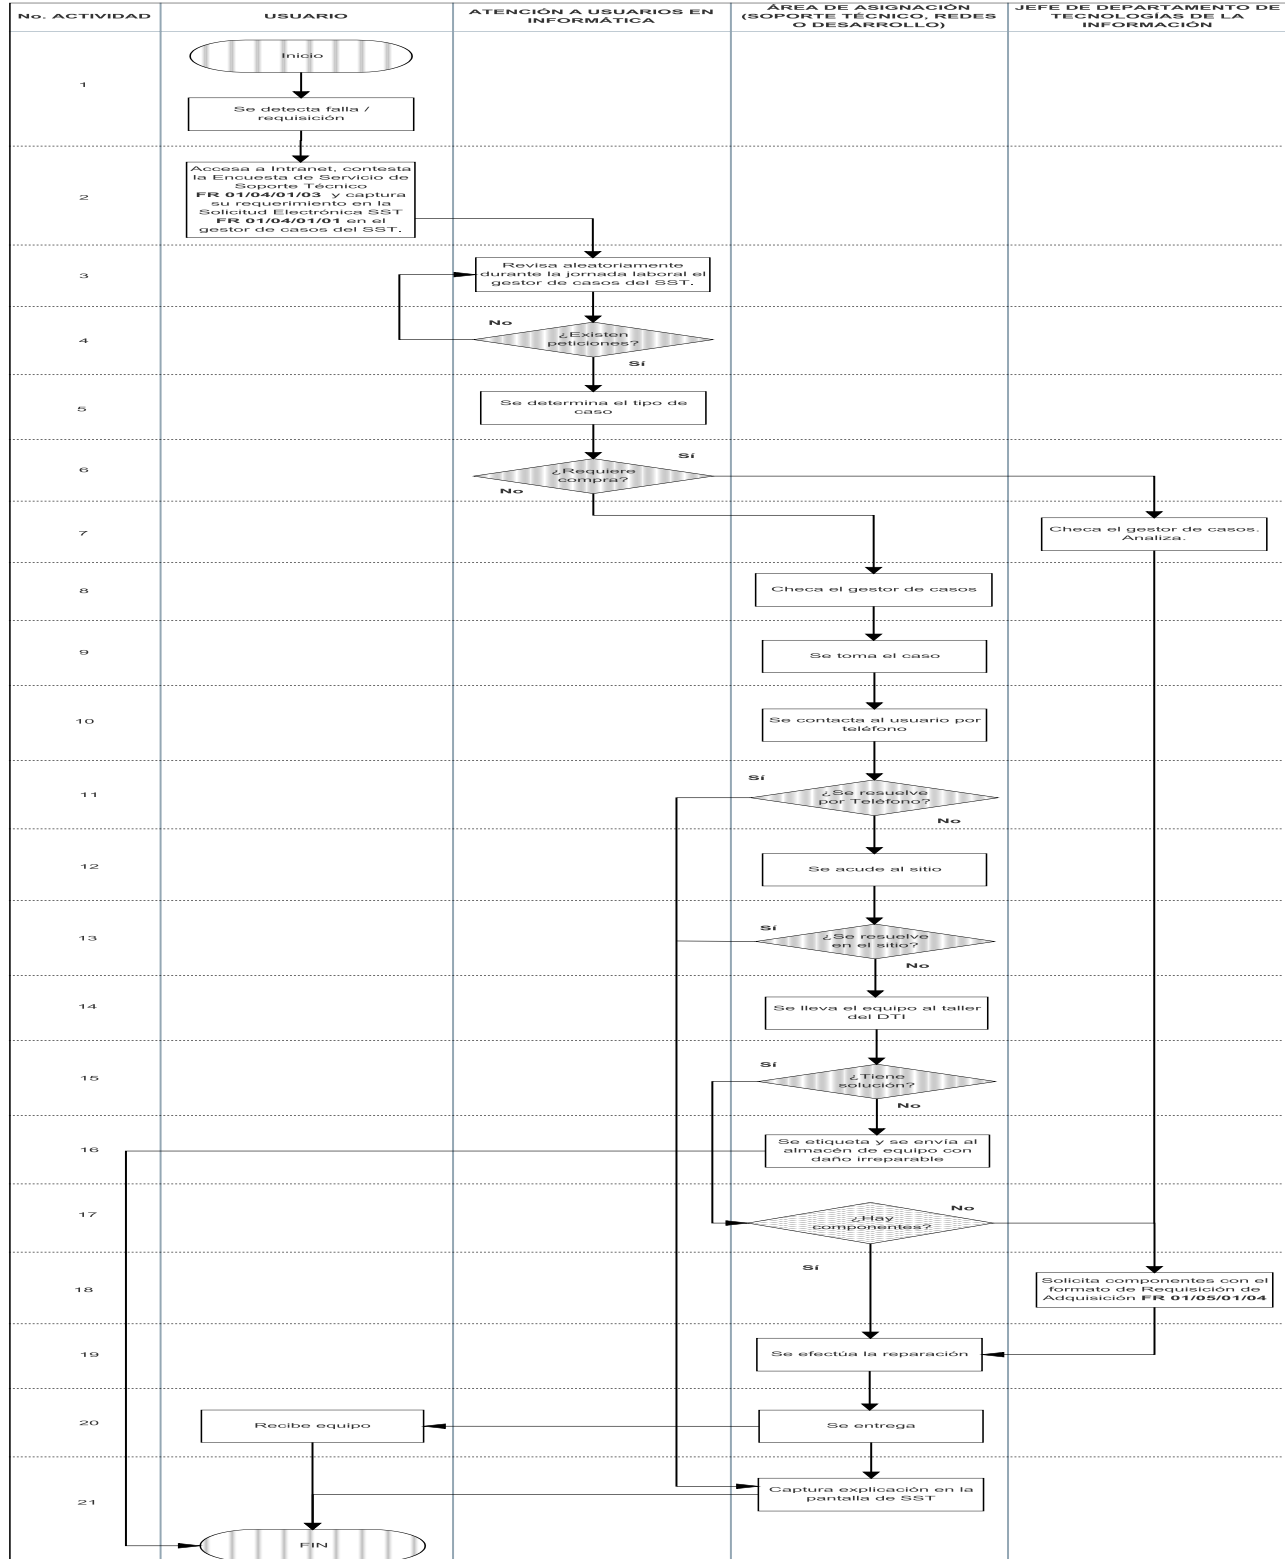 No. ACTIVIDAD
USUARIO
ATENCIÓN A USUARIOS EN
INFORMÁTICA
ÁREA DE ASIGNACIÓN
(SOPORTE TÉCNICO, REDES
O DESARROLLO)
JEFE DE DEPARTAMENTO DE
TECNOLOGÍAS DE LA
INFORMACIÓN
Inicio
1
Se detecta falla /
requisición
2
Accesa a Intranet, contesta
la Encuesta de Servicio de
Soporte Técnico
FR 01/04/01/03 y captura
su requerimiento en la
Solicitud Electrónica SST
FR 01/04/01/01 en el
gestor de casos del SST.
3
Revisa aleatoriamente
durante la jornada laboral el
gestor de casos del SST.
4
No
¿Existen
peticiones?
Sí
5
Se determina el tipo de
caso
6
Sí
¿Requiere
compra?
No
7
Checa el gestor de casos.
Analiza.
8
Checa el gestor de casos
9
Se toma el caso
10
Se contacta al usuario por
teléfono
11
Sí
¿Se resuelve
por Teléfono?
No
12
Se acude al sitio
13
Sí
¿Se resuelve
en el sitio?
No
14
Se lleva el equipo al taller
del DTI
15
Sí
¿Tiene
solución?
No
16
Se etiqueta y se envía al
almacén de equipo con
daño irreparable
17
¿Hay
componentes?
No
Sí
18
Solicita componentes con el
formato de Requisición de
Adquisición FR 01/05/01/04
19
Se efectúa la reparación
20
Recibe equipo
Se entrega
21
Captura explicación en la
pantalla de SST
FIN